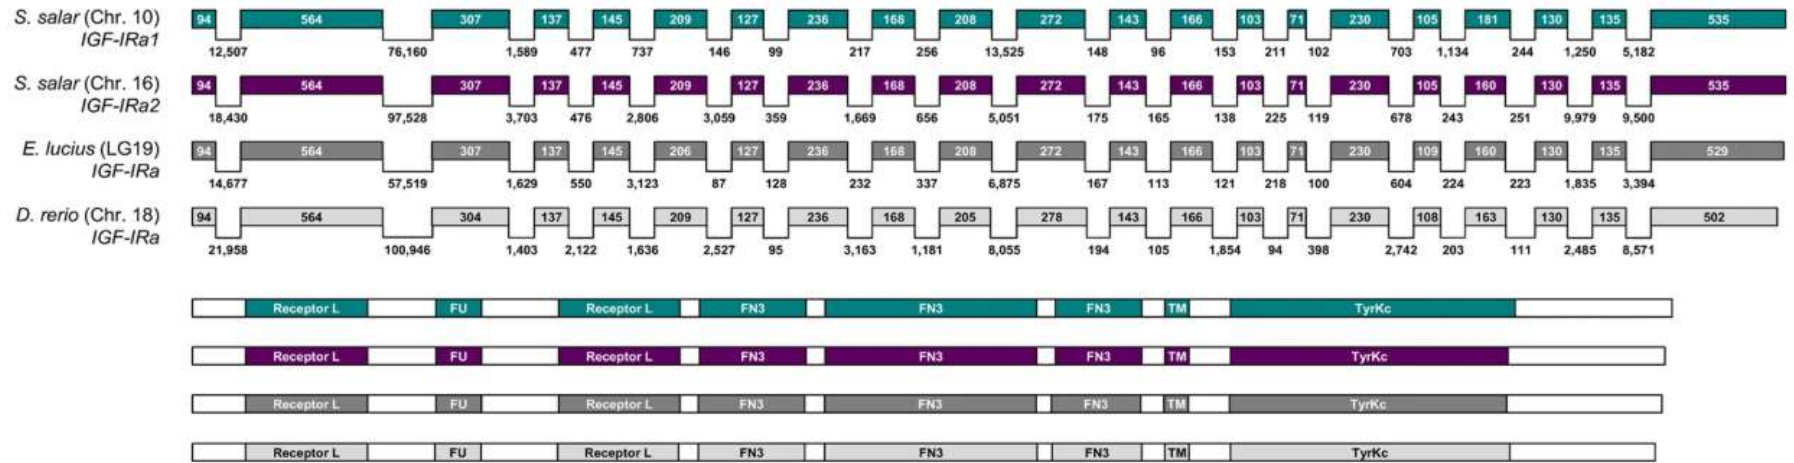 S. salar (Chr. 10) 94 564 307 137 145 209 127 236 168 208 272 143 166 103 71 230 105 181 130 135 535
IGF-IRa1
12,507 76,160 1,589 477 737 146 99 217 256 13,525 148 96 153 211 102 703 1,134 244 1,250 5,182
S. salar (Chr. 16) 94 564 307 137 145 209 127 236 168 208 272 143 166 103 71 230 105 160 130 135 535
IGF-IRa2
18,430 97,528 3,703 476 2,806 3,059 359 1,669 656 5,051 175 165 138 225 119 678 243 251 9,979 9,500
E. lucius (LG19) 94 564 307 137 145 206 127 236 168 208 272 143 166 103 71 230 109 160 130 135 529
IGF-IRa
14,677 57,519 1,629 550 3,123 87 128 232 337 6,875 167 113 121 218 100 604 224 223 1,835 3,394
D. rerio (Chr. 18) 94 564 304 137 145 209 127 236 168 205 278 143 166 103 71 230 108 163 130 135 502
IGF-IRa
21,958 100,946 1,403 2,122 1,636 2,527 95 3,163 1,181 8,055 194 105 1,854 94 398 2,742 203 111 2,485 8,571
Receptor L FU Receptor L FN3 FN3 FN3 TM TyrKc
Receptor L FU Receptor L FN3 FN3 FN3 TM TyrKc
Receptor L FU Receptor L FN3 FN3 FN3 TM TyrKc
Receptor L FU Receptor L FN3 FN3 FN3 TM TyrKc